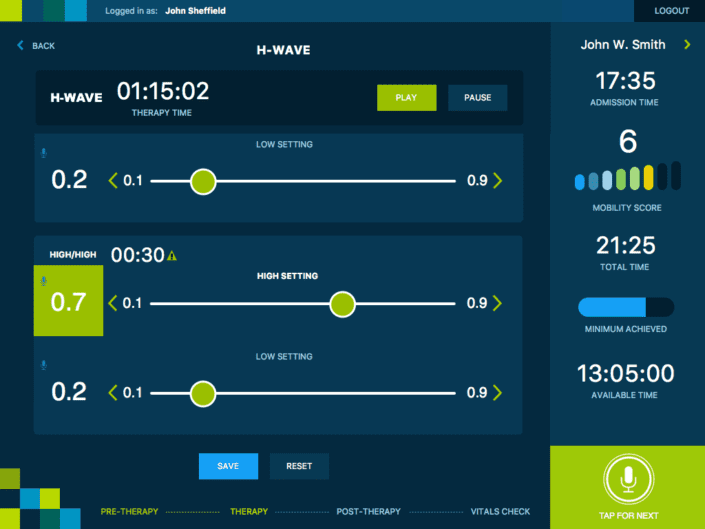 Logged in as: John Sheffield
LOGOUT
BACK
H-WAVE
John W. Smith
H-WAVE 01:15:02
THERAPY TIME
PLAY
PAUSE
17:35
ADMISSION TIME
LOW SETTING
0.2
0.1
0.9
6
MOBILITY SCORE
HIGH/HIGH 00:30
21:25
TOTAL TIME
HIGH SETTING
0.7
0.1
0.9
MINIMUM ACHIEVED
LOW SETTING
0.2
0.1
0.9
13:05:00
AVAILABLE TIME
SAVE
RESET
PRE-THERAPY
THERAPY
POST-THERAPY
VITALS CHECK
TAP FOR NEXT